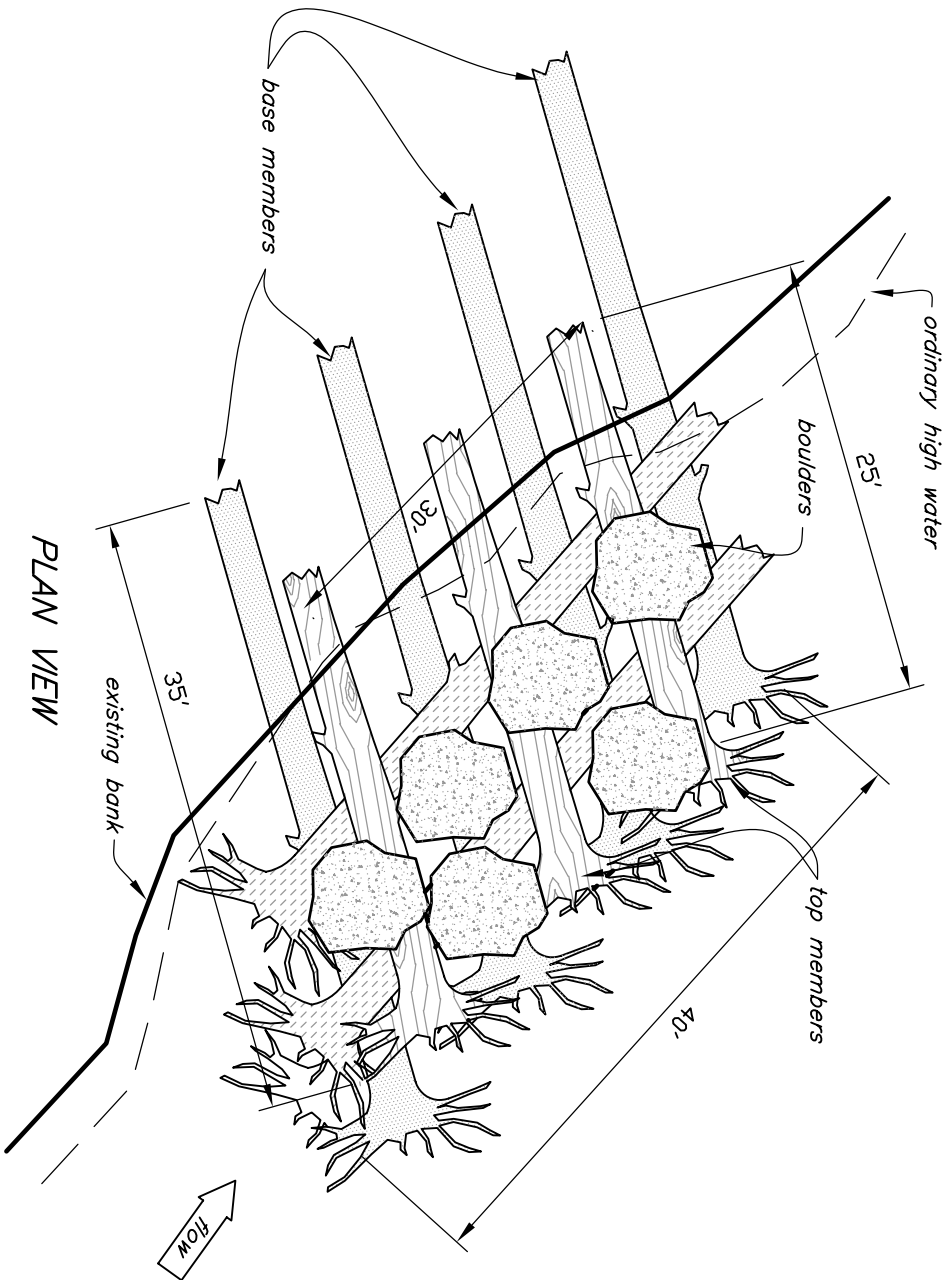 ordinary high water
25'
boulders
base members
30'
top members
40'
35'
existing bank
flow
PLAN VIEW